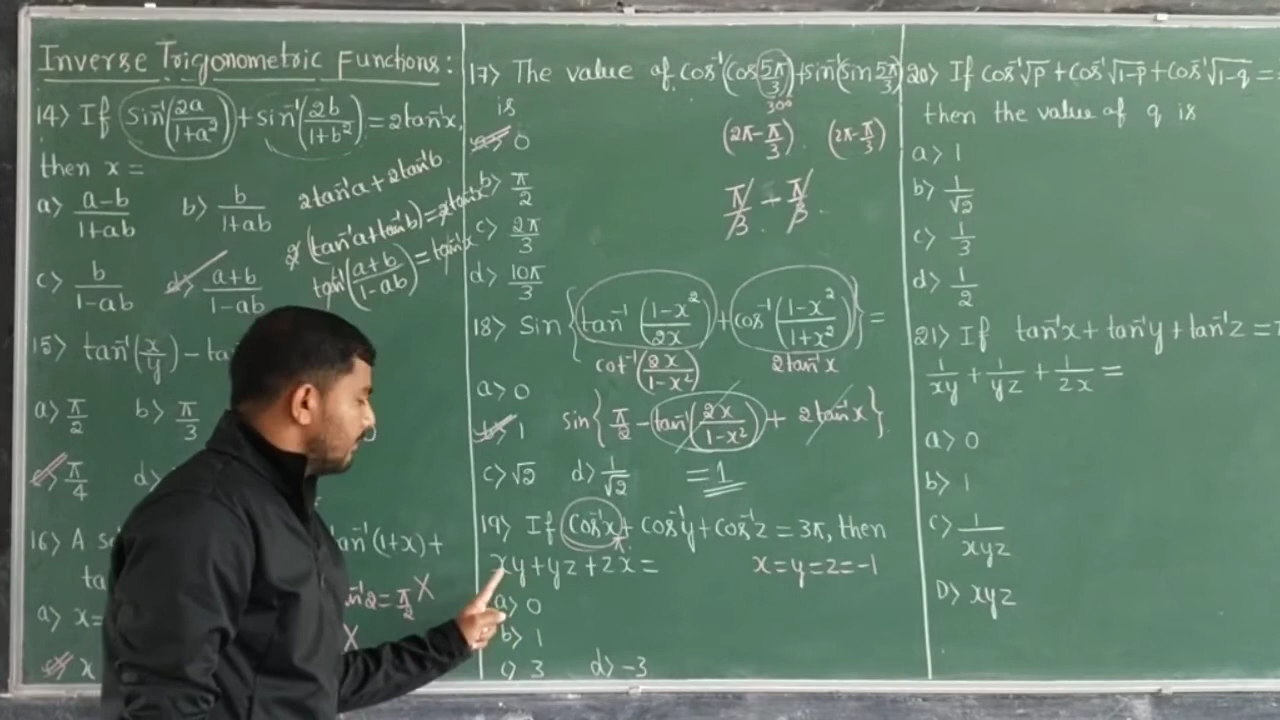 Inverse Trigonometric Functions:
14> If sin⁻¹(2a/1+a²) + sin⁻¹(2b/1+b²) = 2tan⁻¹x,
then x =
2tan⁻¹a + 2tan⁻¹b
a> a-b/1+ab b> b/1+ab
2(tan⁻¹a + tan⁻¹b) = 2tan⁻¹x
tan⁻¹(a+b/1-ab) = tan⁻¹x
c> b/1-ab d> a+b/1-ab
15> tan⁻¹(x/y) -
a> π/2 b> π/3
c> π/4 d>
16> A
tan⁻¹(1+x) +
= π/2 X
a> x=
X
c> x
17> The value of cos⁻¹(cos 5π/3) + sin⁻¹(sin 5π/3)
300
is
(2π - π/3) (2π - π/3)
a> 0
b> π/2
π/3 - π/3
c> 2π/3
d> 10π/3
18> Sin {tan⁻¹(1-x²/2x) + cos⁻¹(1-x²/1+x²)} =
cot⁻¹(2x/1-x²) 2tan⁻¹x
a> 0
b> 1
sin{π/2 - tan⁻¹(2x/1-x²) + 2tan⁻¹x}
c> √2 d> 1/√2
= 1
19> If cos⁻¹x + cos⁻¹y + cos⁻¹z = 3π, then
π
xy + yz + zx =
x = y = z = -1
a> 0
b> 1
c> 3 d> -3
20> If cos⁻¹√p + cos⁻¹√1-p + cos⁻¹√1-q =
then the value of q is
a> 1
b> 1/√2
c> 1/3
d> 1/2
21> If tan⁻¹x + tan⁻¹y + tan⁻¹z =
1/xy + 1/yz + 1/zx =
a> 0
b> 1
c> 1/xyz
D> xyz